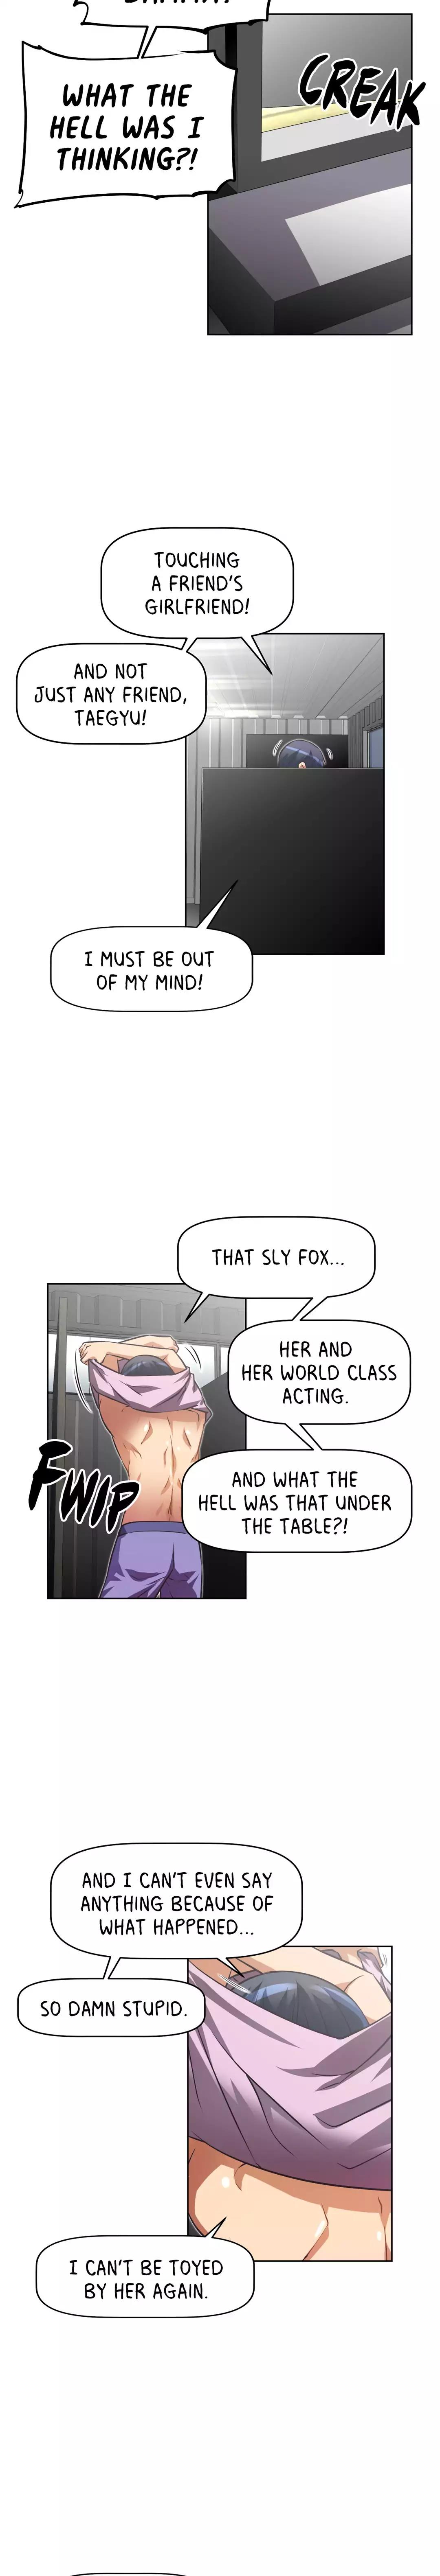 WHAT THE
HELL WAS I
THINKING?!
CREAK
TOUCHING
A FRIEND'S
GIRLFRIEND!
AND NOT
JUST ANY FRIEND,
TAEGYU!
I MUST BE OUT
OF MY MIND!
THAT SLY FOX...
HER AND
HER WORLD CLASS
ACTING.
FWIP
AND WHAT THE
HELL WAS THAT UNDER
THE TABLE?!
AND I CAN'T EVEN SAY
ANYTHING BECAUSE OF
WHAT HAPPENED...
SO DAMN STUPID.
I CAN'T BE TOYED
BY HER AGAIN.